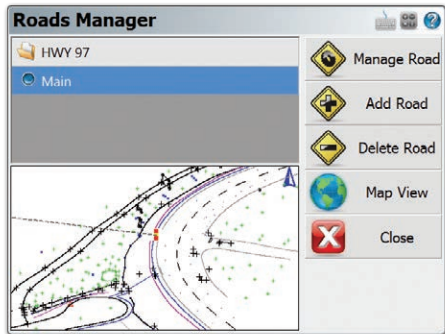 Roads Manager
HWY 97
Main
Manage Road
Add Road
Delete Road
Map View
Close